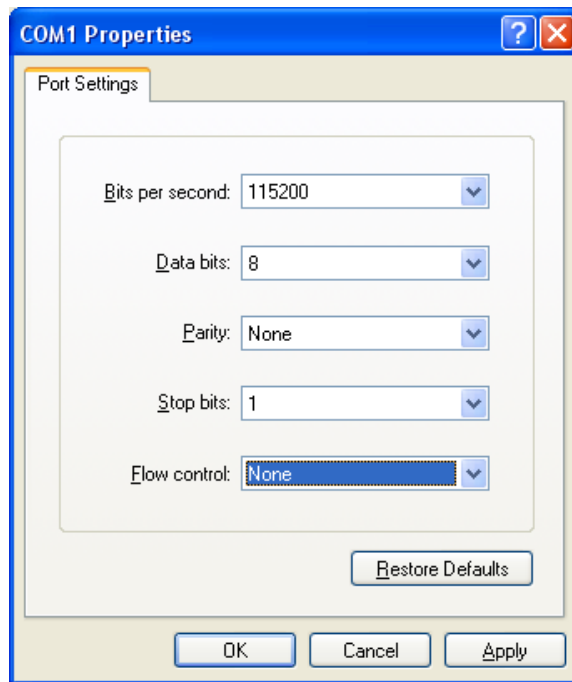 COM1 Properties
Port Settings
Bits per second: 115200
Data bits: 8
Parity: None
Stop bits: 1
Flow control: None
Restore Defaults
OK Cancel Apply